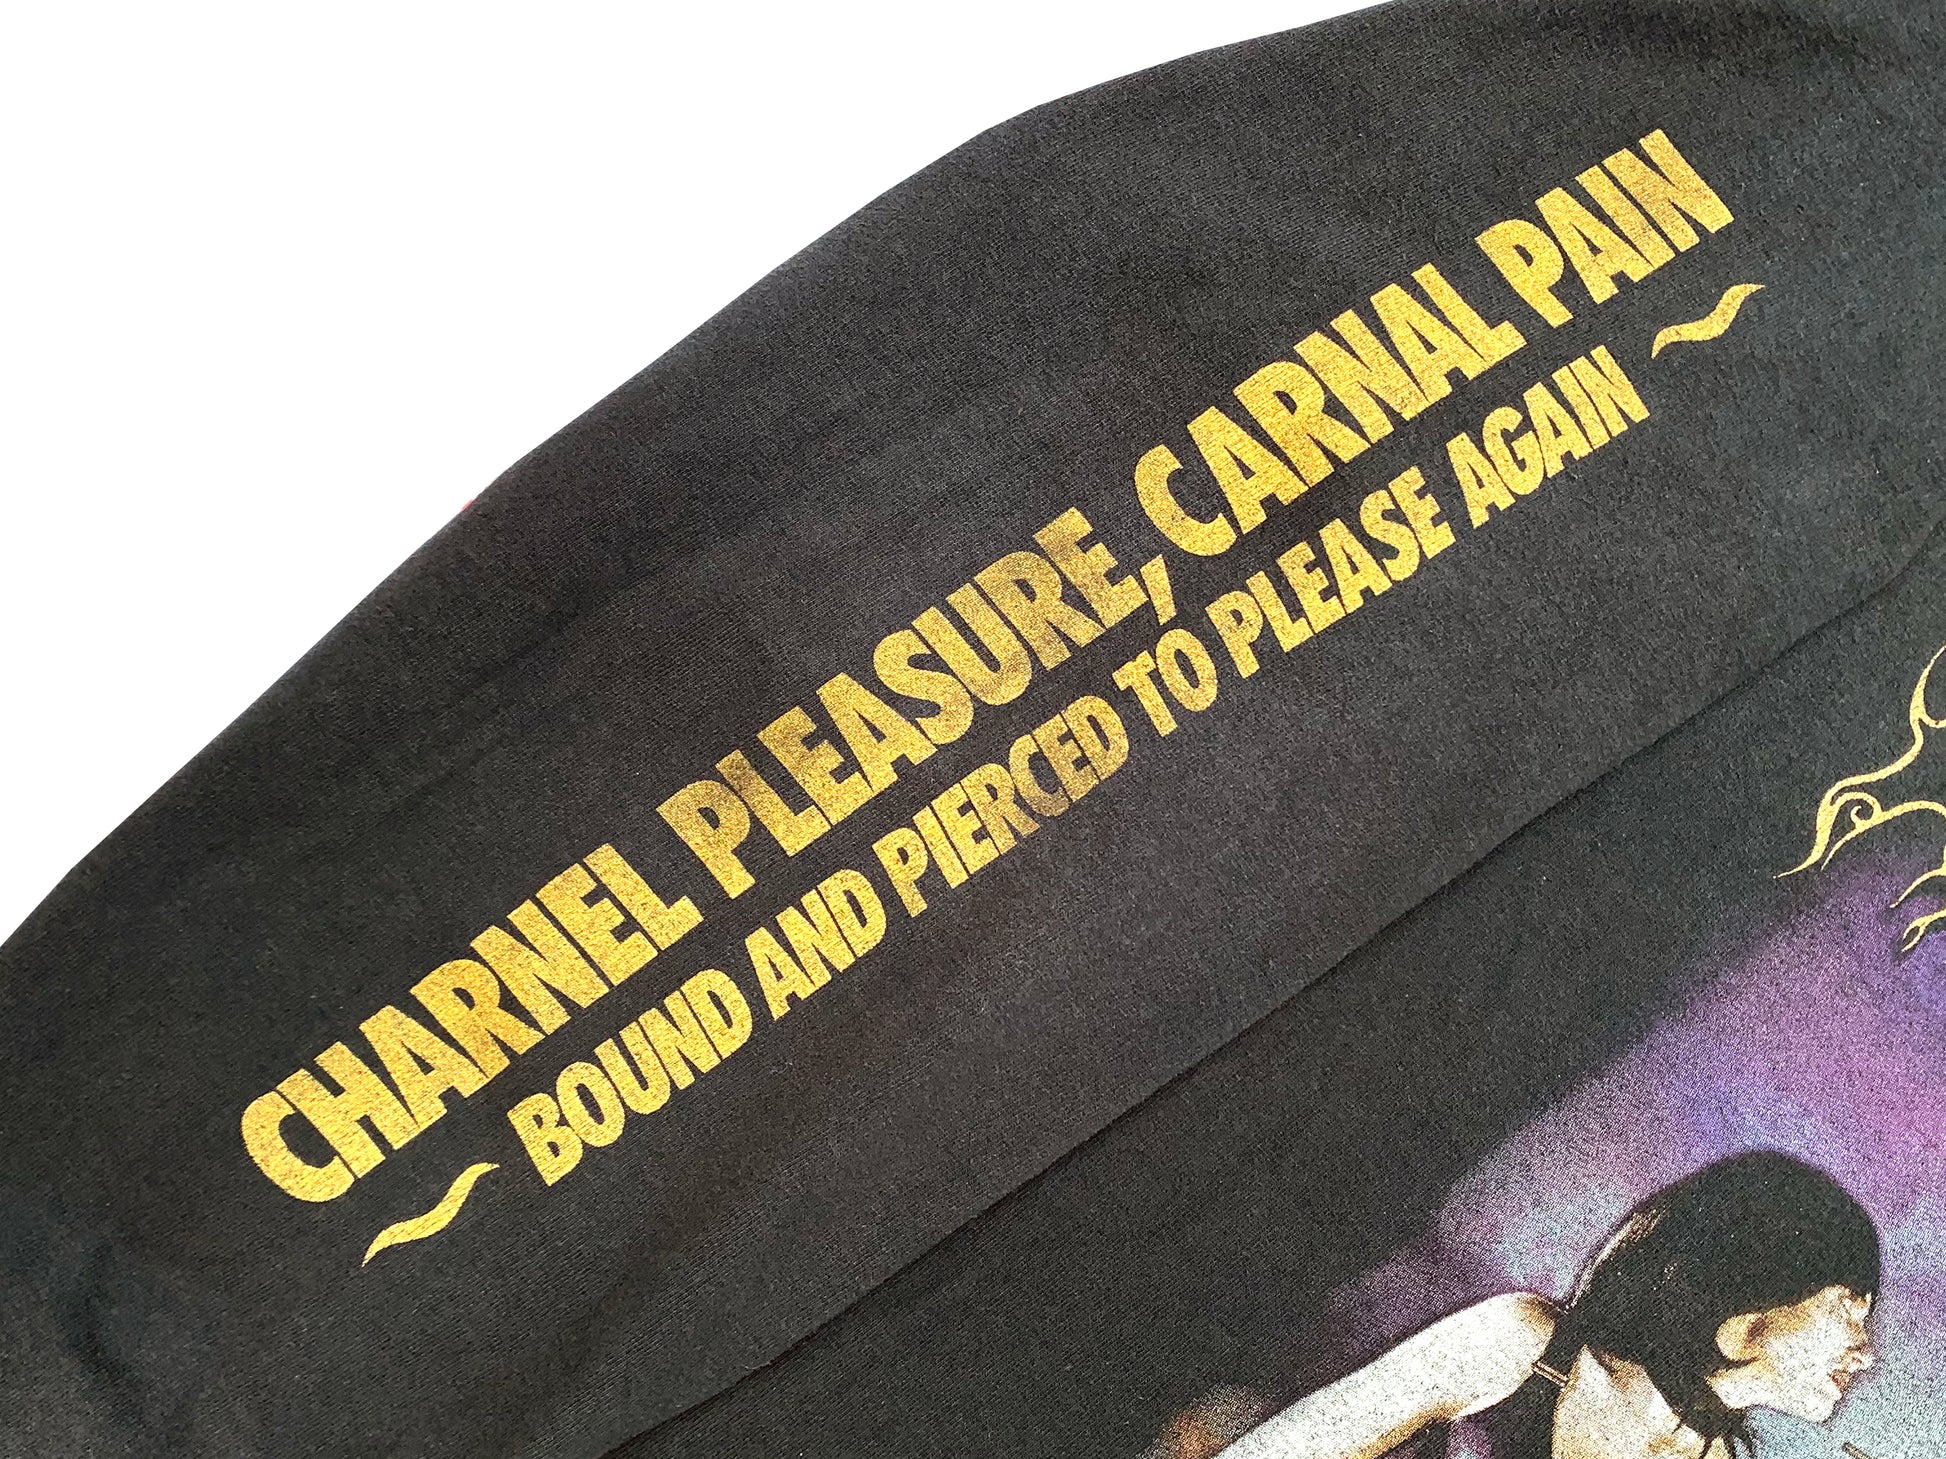 CHARNEL PLEASURE, CARNAL PAIN
~ BOUND AND PIERCED TO PLEASE AGAIN ~